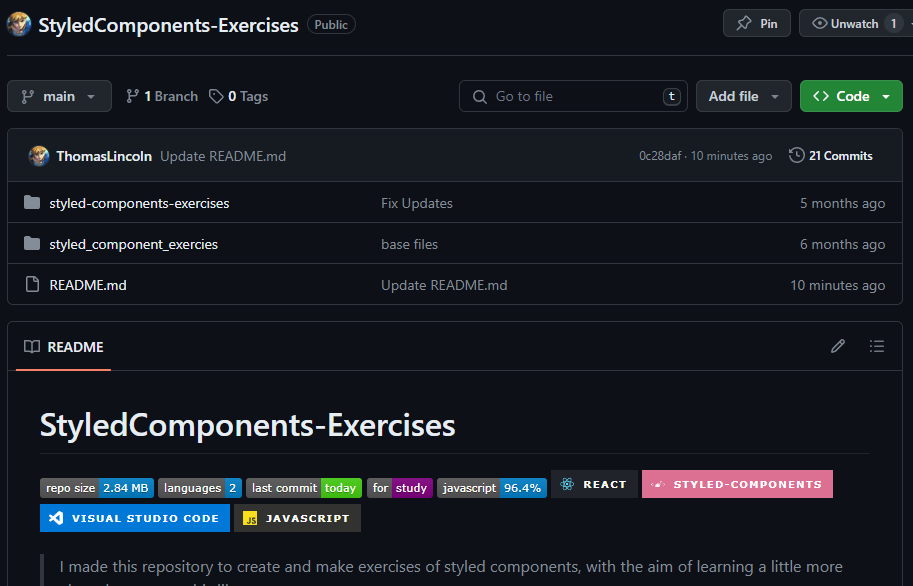 StyledComponents-Exercises Public Pin Unwatch 1
main 1 Branch 0 Tags Go to file t Add file Code
ThomasLincoln Update README.md 0c28daf · 10 minutes ago 21 Commits
styled-components-exercises Fix Updates 5 months ago
styled_component_exercies base files 6 months ago
README.md Update README.md 10 minutes ago
README
StyledComponents-Exercises
repo size 2.84 MB languages 2 last commit today for study javascript 96.4% REACT STYLED-COMPONENTS
VISUAL STUDIO CODE JS JAVASCRIPT
I made this repository to create and make exercises of styled components, with the aim of learning a little more